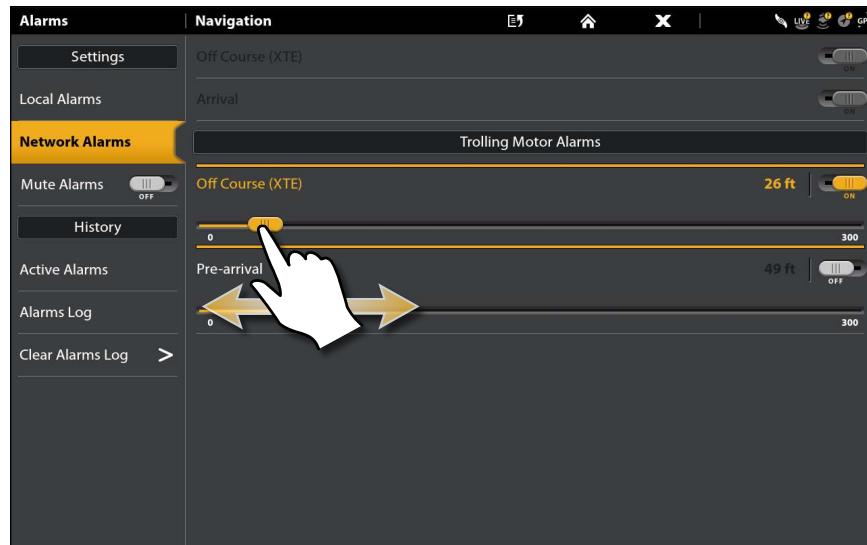 Alarms
Navigation
LIVE
GP
Settings
Local Alarms
Network Alarms
Mute Alarms
OFF
History
Active Alarms
Alarms Log
Clear Alarms Log >
Off Course (XTE)
ON
Arrival
ON
Trolling Motor Alarms
Off Course (XTE) 26 ft
ON
0 300
Pre-arrival 49 ft
OFF
0 300